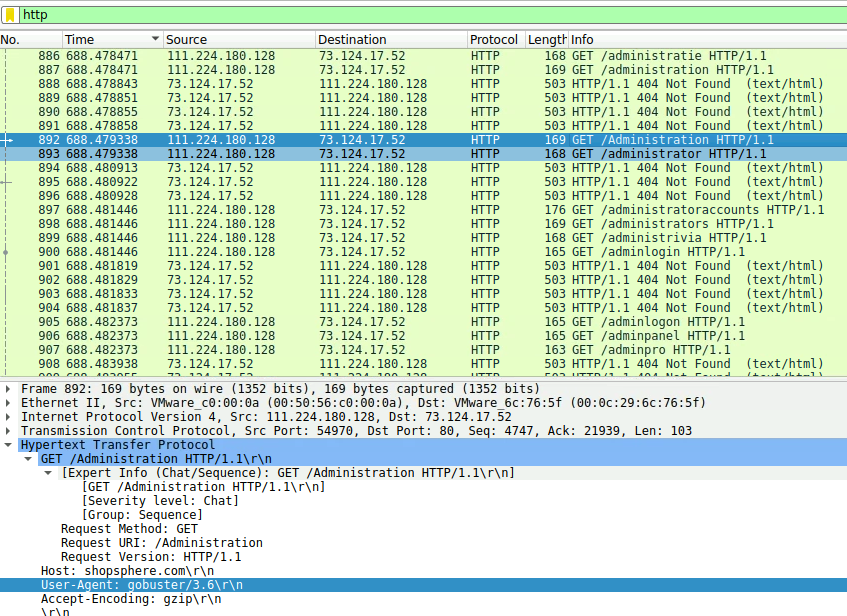 http
No. Time Source Destination Protocol Length Info
886 688.478471 111.224.180.128 73.124.17.52 HTTP 168 GET /administratie HTTP/1.1
887 688.478471 111.224.180.128 73.124.17.52 HTTP 169 GET /administration HTTP/1.1
888 688.478843 73.124.17.52 111.224.180.128 HTTP 503 HTTP/1.1 404 Not Found (text/html)
889 688.478851 73.124.17.52 111.224.180.128 HTTP 503 HTTP/1.1 404 Not Found (text/html)
890 688.478855 73.124.17.52 111.224.180.128 HTTP 503 HTTP/1.1 404 Not Found (text/html)
891 688.478858 73.124.17.52 111.224.180.128 HTTP 503 HTTP/1.1 404 Not Found (text/html)
892 688.479338 111.224.180.128 73.124.17.52 HTTP 169 GET /Administration HTTP/1.1
893 688.479338 111.224.180.128 73.124.17.52 HTTP 168 GET /administrator HTTP/1.1
894 688.480913 73.124.17.52 111.224.180.128 HTTP 503 HTTP/1.1 404 Not Found (text/html)
895 688.480922 73.124.17.52 111.224.180.128 HTTP 503 HTTP/1.1 404 Not Found (text/html)
896 688.480928 73.124.17.52 111.224.180.128 HTTP 503 HTTP/1.1 404 Not Found (text/html)
897 688.481446 111.224.180.128 73.124.17.52 HTTP 176 GET /administratoraccounts HTTP/1.1
898 688.481446 111.224.180.128 73.124.17.52 HTTP 169 GET /administrators HTTP/1.1
899 688.481446 111.224.180.128 73.124.17.52 HTTP 168 GET /administrivia HTTP/1.1
900 688.481446 111.224.180.128 73.124.17.52 HTTP 165 GET /adminlogin HTTP/1.1
901 688.481819 73.124.17.52 111.224.180.128 HTTP 503 HTTP/1.1 404 Not Found (text/html)
902 688.481829 73.124.17.52 111.224.180.128 HTTP 503 HTTP/1.1 404 Not Found (text/html)
903 688.481833 73.124.17.52 111.224.180.128 HTTP 503 HTTP/1.1 404 Not Found (text/html)
904 688.481837 73.124.17.52 111.224.180.128 HTTP 503 HTTP/1.1 404 Not Found (text/html)
905 688.482373 111.224.180.128 73.124.17.52 HTTP 165 GET /adminlogon HTTP/1.1
906 688.482373 111.224.180.128 73.124.17.52 HTTP 165 GET /adminpanel HTTP/1.1
907 688.482373 111.224.180.128 73.124.17.52 HTTP 163 GET /adminpro HTTP/1.1
908 688.483938 73.124.17.52 111.224.180.128 HTTP 503 HTTP/1.1 404 Not Found (text/html)
Frame 892: 169 bytes on wire (1352 bits), 169 bytes captured (1352 bits)
Ethernet II, Src: VMware_c0:00:0a (00:50:56:c0:00:0a), Dst: VMware_6c:76:5f (00:0c:29:6c:76:5f)
Internet Protocol Version 4, Src: 111.224.180.128, Dst: 73.124.17.52
Transmission Control Protocol, Src Port: 54970, Dst Port: 80, Seq: 4747, Ack: 21939, Len: 103
Hypertext Transfer Protocol
GET /Administration HTTP/1.1\r\n
[Expert Info (Chat/Sequence): GET /Administration HTTP/1.1\r\n]
[GET /Administration HTTP/1.1\r\n]
[Severity level: Chat]
[Group: Sequence]
Request Method: GET
Request URI: /Administration
Request Version: HTTP/1.1
Host: shopsphere.com\r\n
User-Agent: gobuster/3.6\r\n
Accept-Encoding: gzip\r\n
\r\n